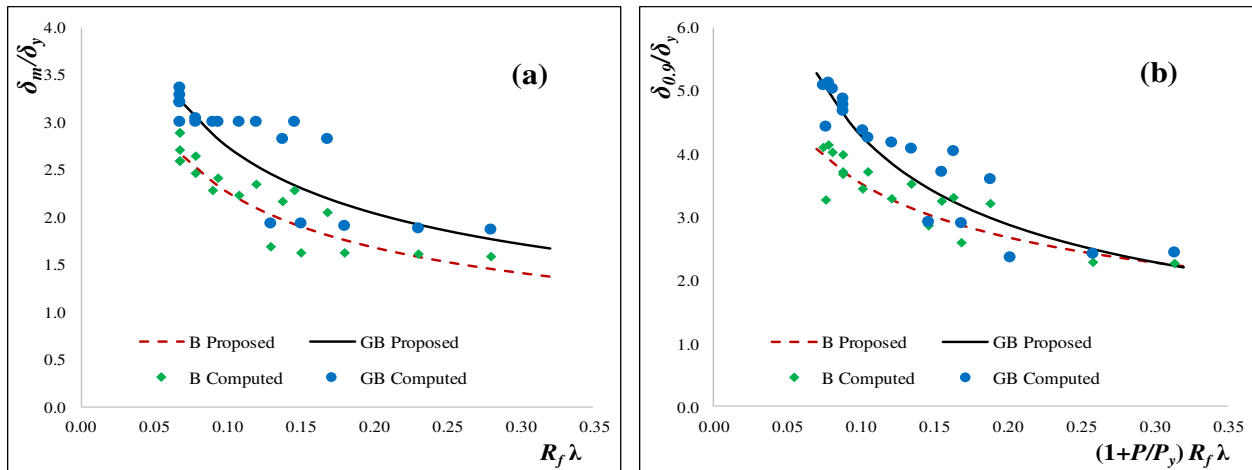 (a)
δm/δy
4.0
3.5
3.0
2.5
2.0
1.5
1.0
0.5
0.0
B Proposed
GB Proposed
B Computed
GB Computed
0.00 0.05 0.10 0.15 0.20 0.25 0.30 0.35
Rf λ
(b)
δ0.9/δy
6.0
5.0
4.0
3.0
2.0
1.0
0.0
B Proposed
GB Proposed
B Computed
GB Computed
0.00 0.05 0.10 0.15 0.20 0.25 0.30 0.35
(1+P/Py) Rf λ